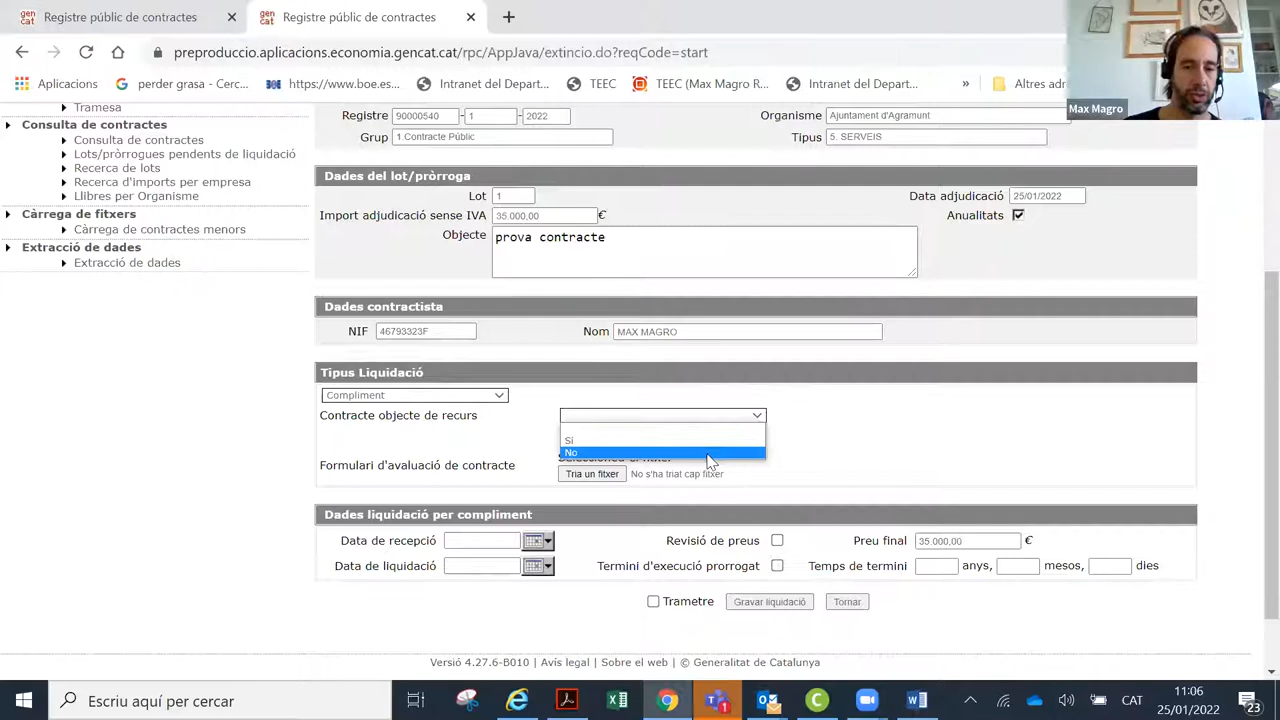 gen cat Registre públic de contractes
gen cat Registre públic de contractes
preproduccio.aplicacions.economia.gencat.cat/rpc/AppJava/extincio.do?reqCode=start
Aplicacions perder grasa - Cerc... https://www.boe.es... Intranet del Depart... TEEC TEEC (Max Magro R... Intranet del Depar... » Altres adr
Max Magro
Tramesa
Consulta de contractes
Consulta de contractes
Lots/pròrrogues pendents de liquidació
Recerca de lots
Recerca d'imports per empresa
Llibres per Organisme
Càrrega de fitxers
Càrrega de contractes menors
Extracció de dades
Extracció de dades
Registre 90000540 - 1 - 2022 Organisme Ajuntament d'Agramunt
Grup 1.Contracte Públic Tipus 5. SERVEIS
Dades del lot/pròrroga
Lot 1 Data adjudicació 25/01/2022
Import adjudicació sense IVA 35.000,00 € Anualitats
Objecte prova contracte
Dades contractista
NIF 46793323F Nom MAX MAGRO
Tipus Liquidació
Compliment
Contracte objecte de recurs
Si
No
Formulari d'avaluació de contracte
Tria un fitxer No s'ha triat cap fitxer
Dades liquidació per compliment
Data de recepció Revisió de preus Preu final 35.000,00 €
Data de liquidació Termini d'execució prorrogat Temps de termini anys, mesos, dies
Trametre Gravar liquidació Tornar
Versió 4.27.6-B010 | Avís legal | Sobre el web | © Generalitat de Catalunya
Escriu aquí per cercar
1
CAT
11:06
25/01/2022
23